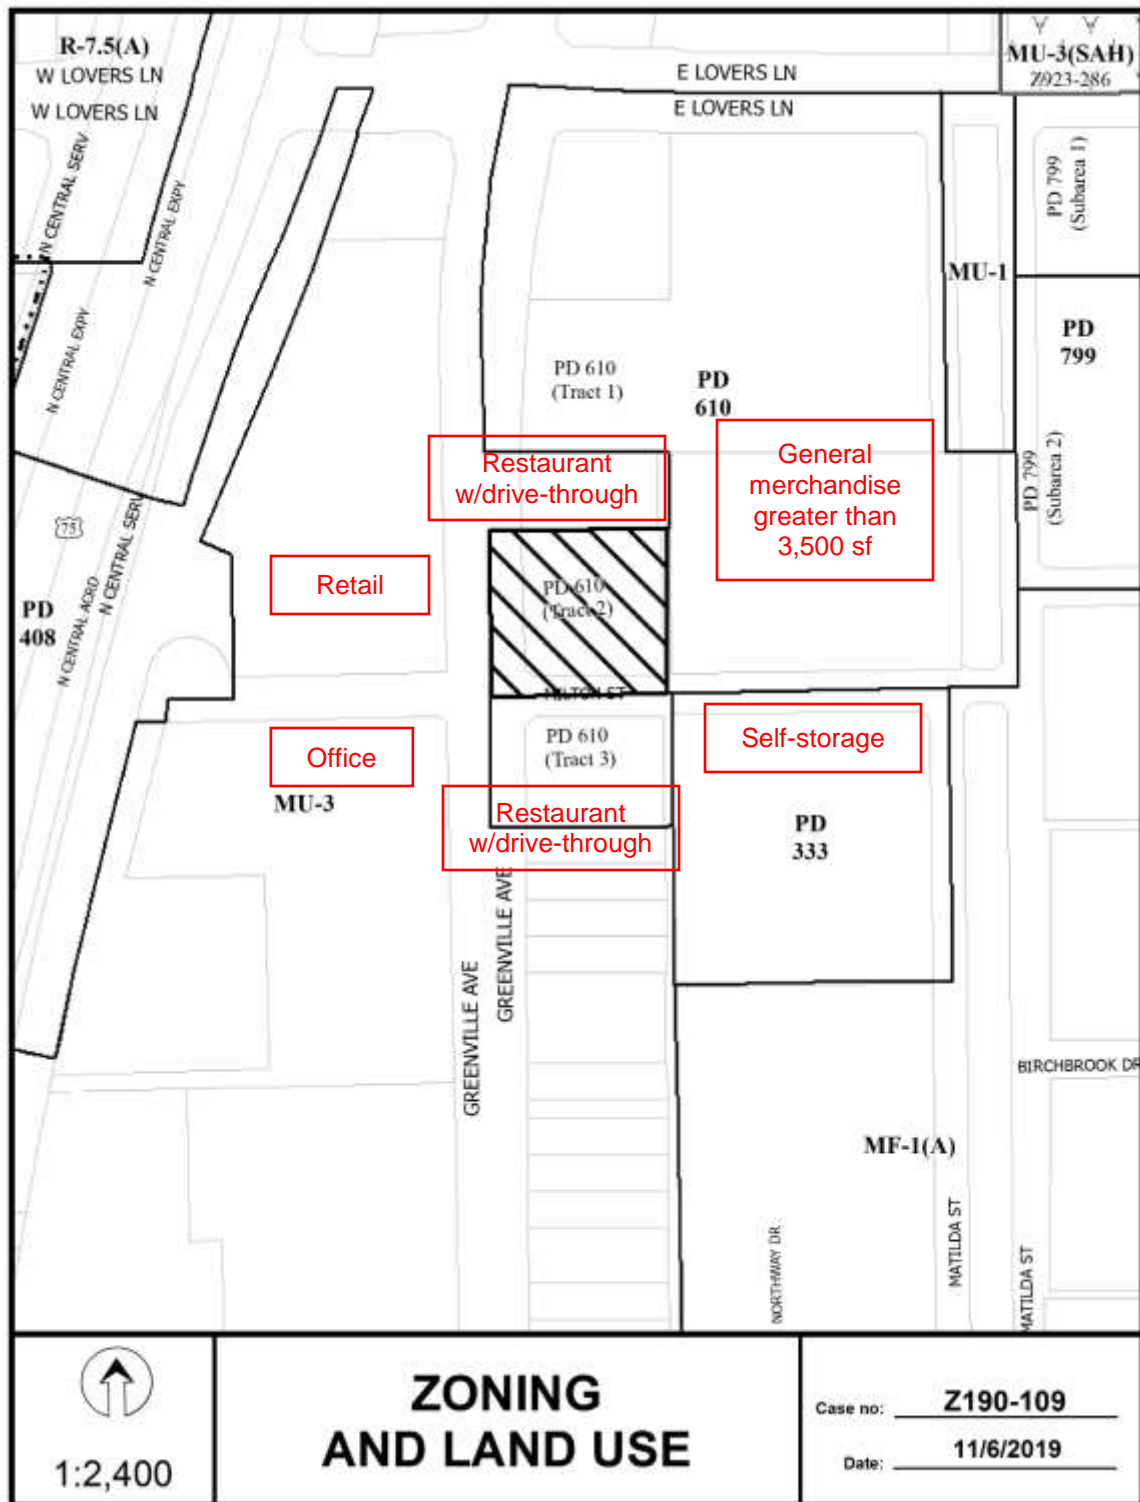 R-7.5(A)
W LOVERS LN
W LOVERS LN
E LOVERS LN
E LOVERS LN
MU-3(SAH)
Z923-286
N CENTRAL SERV
N CENTRAL EXPY
N CENTRAL EXPY
PD 799
(Subarea 1)
MU-1
PD
799
PD 610
(Tract 1)
PD
610
PD 799
(Subarea 2)
Restaurant
w/drive-through
General
merchandise
greater than
3,500 sf
75
N CENTRAL SERV
N CENTRAL ACRD
Retail
PD 610
(Tract 2)
PD
408
MILTON ST
PD 610
(Tract 3)
Self-storage
Office
MU-3
Restaurant
w/drive-through
PD
333
GREENVILLE AVE
GREENVILLE AVE
BIRCHBROOK DR
MF-1(A)
NORTHWAY DR
MATILDA ST
MATILDA ST
1:2,400
ZONING
AND LAND USE
Case no: Z190-109
Date: 11/6/2019